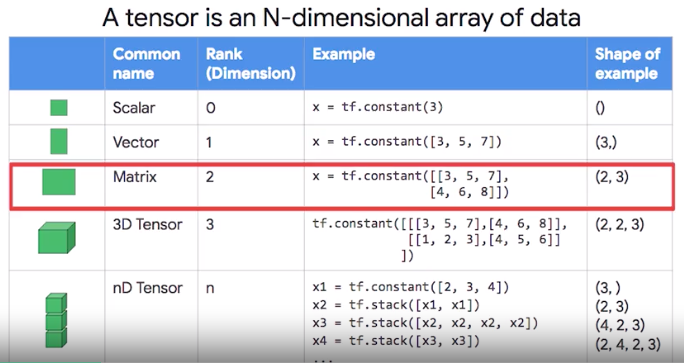 A tensor is an N-dimensional array of data
Common name Rank (Dimension) Example Shape of example
Scalar 0 x = tf.constant(3) ()
Vector 1 x = tf.constant([3, 5, 7]) (3,)
Matrix 2 x = tf.constant([[3, 5, 7], (2, 3)
[4, 6, 8]])
3D Tensor 3 tf.constant([[[3, 5, 7],[4, 6, 8]], (2, 2, 3)
[[1, 2, 3],[4, 5, 6]]
])
nD Tensor n x1 = tf.constant([2, 3, 4]) (3, )
x2 = tf.stack([x1, x1]) (2, 3)
x3 = tf.stack([x2, x2, x2, x2]) (4, 2, 3)
x4 = tf.stack([x3, x3]) (2, 4, 2, 3)
...